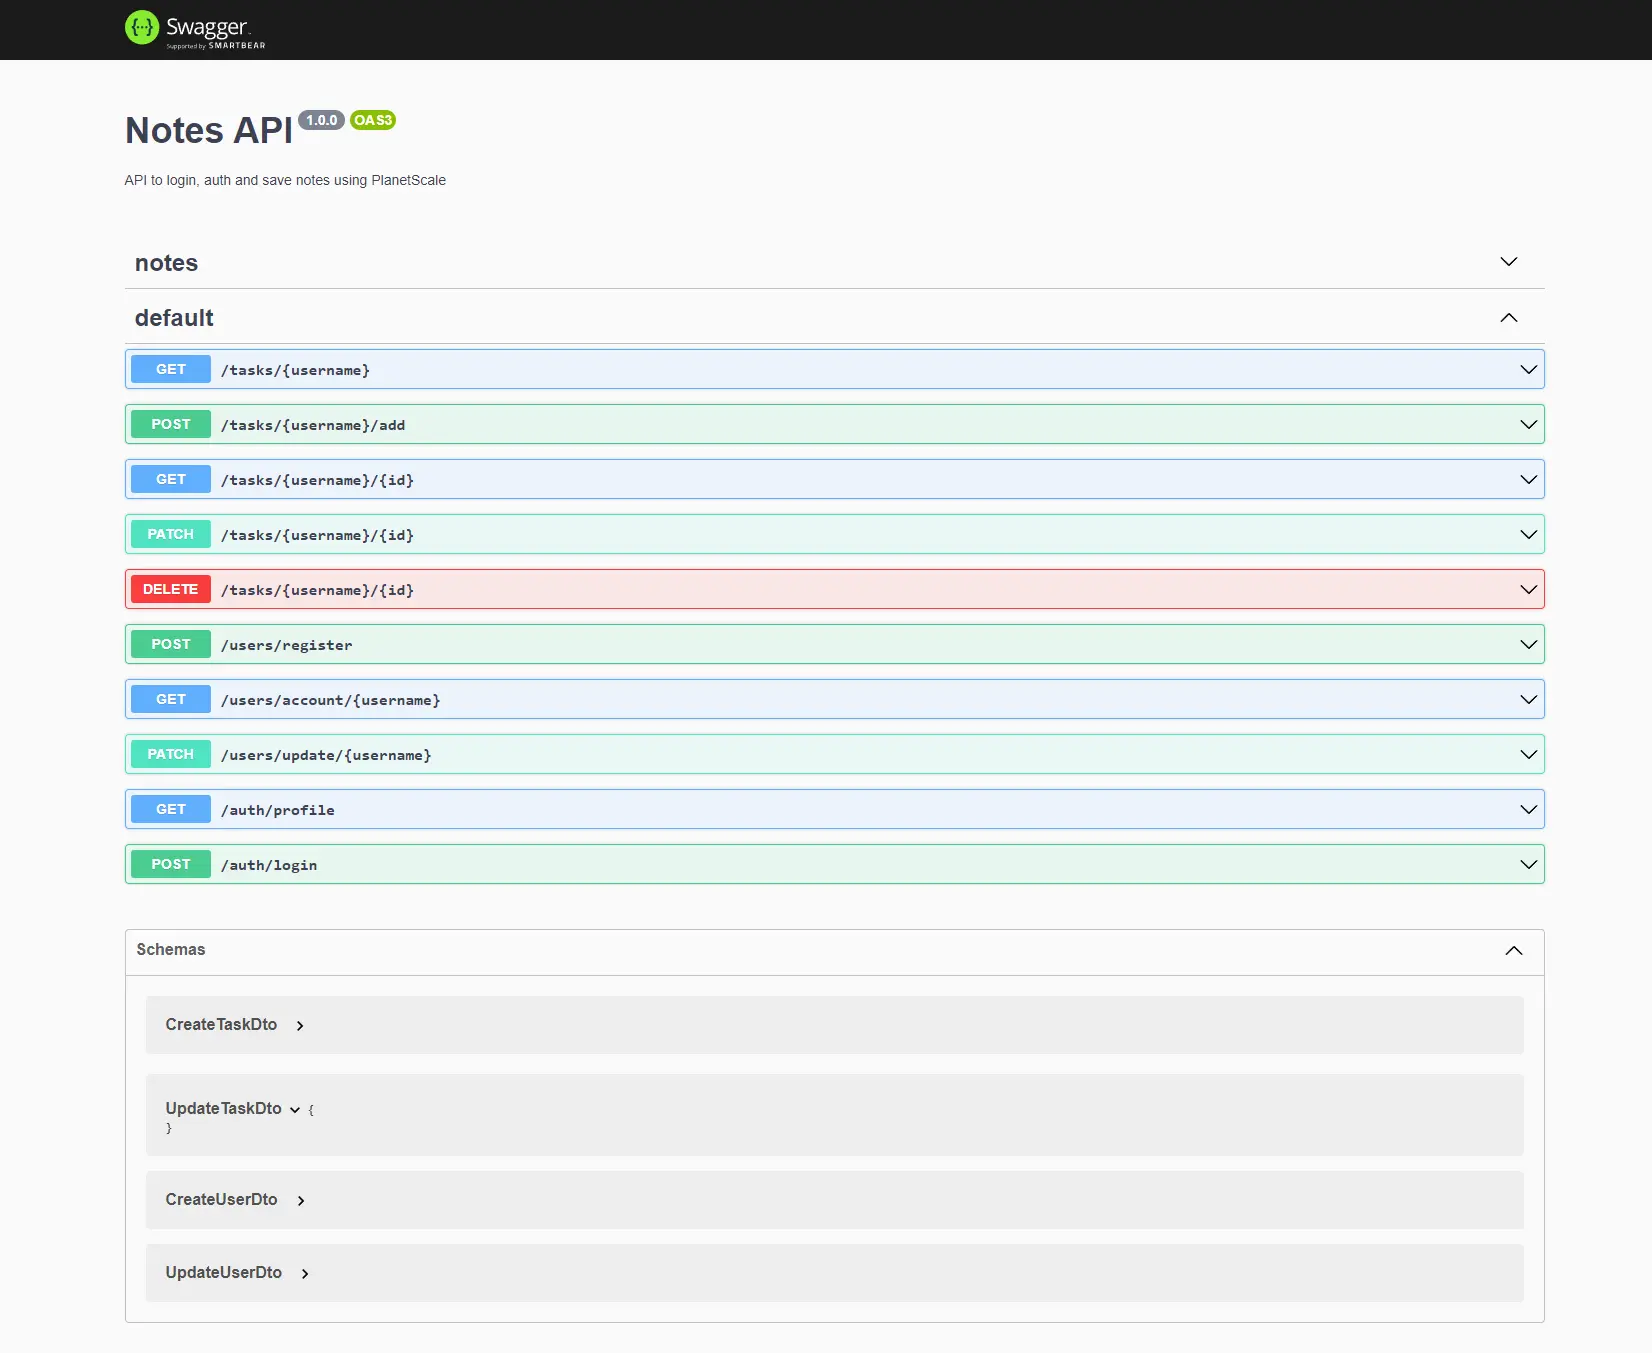 Swagger.
Supported by SMARTBEAR
Notes API 1.0.0 OAS3
API to login, auth and save notes using PlanetScale
notes
default
GET /tasks/{username}
POST /tasks/{username}/add
GET /tasks/{username}/{id}
PATCH /tasks/{username}/{id}
DELETE /tasks/{username}/{id}
POST /users/register
GET /users/account/{username}
PATCH /users/update/{username}
GET /auth/profile
POST /auth/login
Schemas
CreateTaskDto
UpdateTaskDto {
}
CreateUserDto
UpdateUserDto